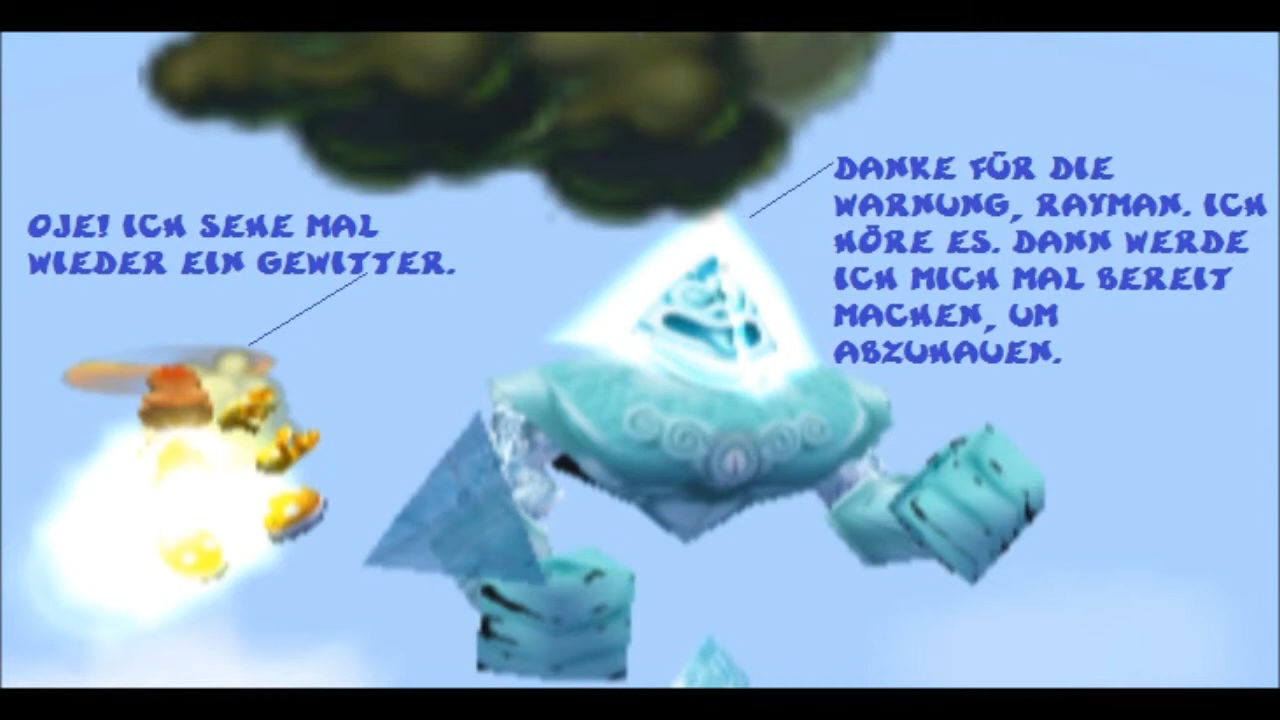 OJE! ICH SEHE MAL
WIEDER EIN GEWITTER.
DANKE FÜR DIE
WARNUNG, RAYMAN. ICH
HÖRE ES. DANN WERDE
ICH MICH MAL BEREIT
MACHEN, UM
ABZUHAUEN.